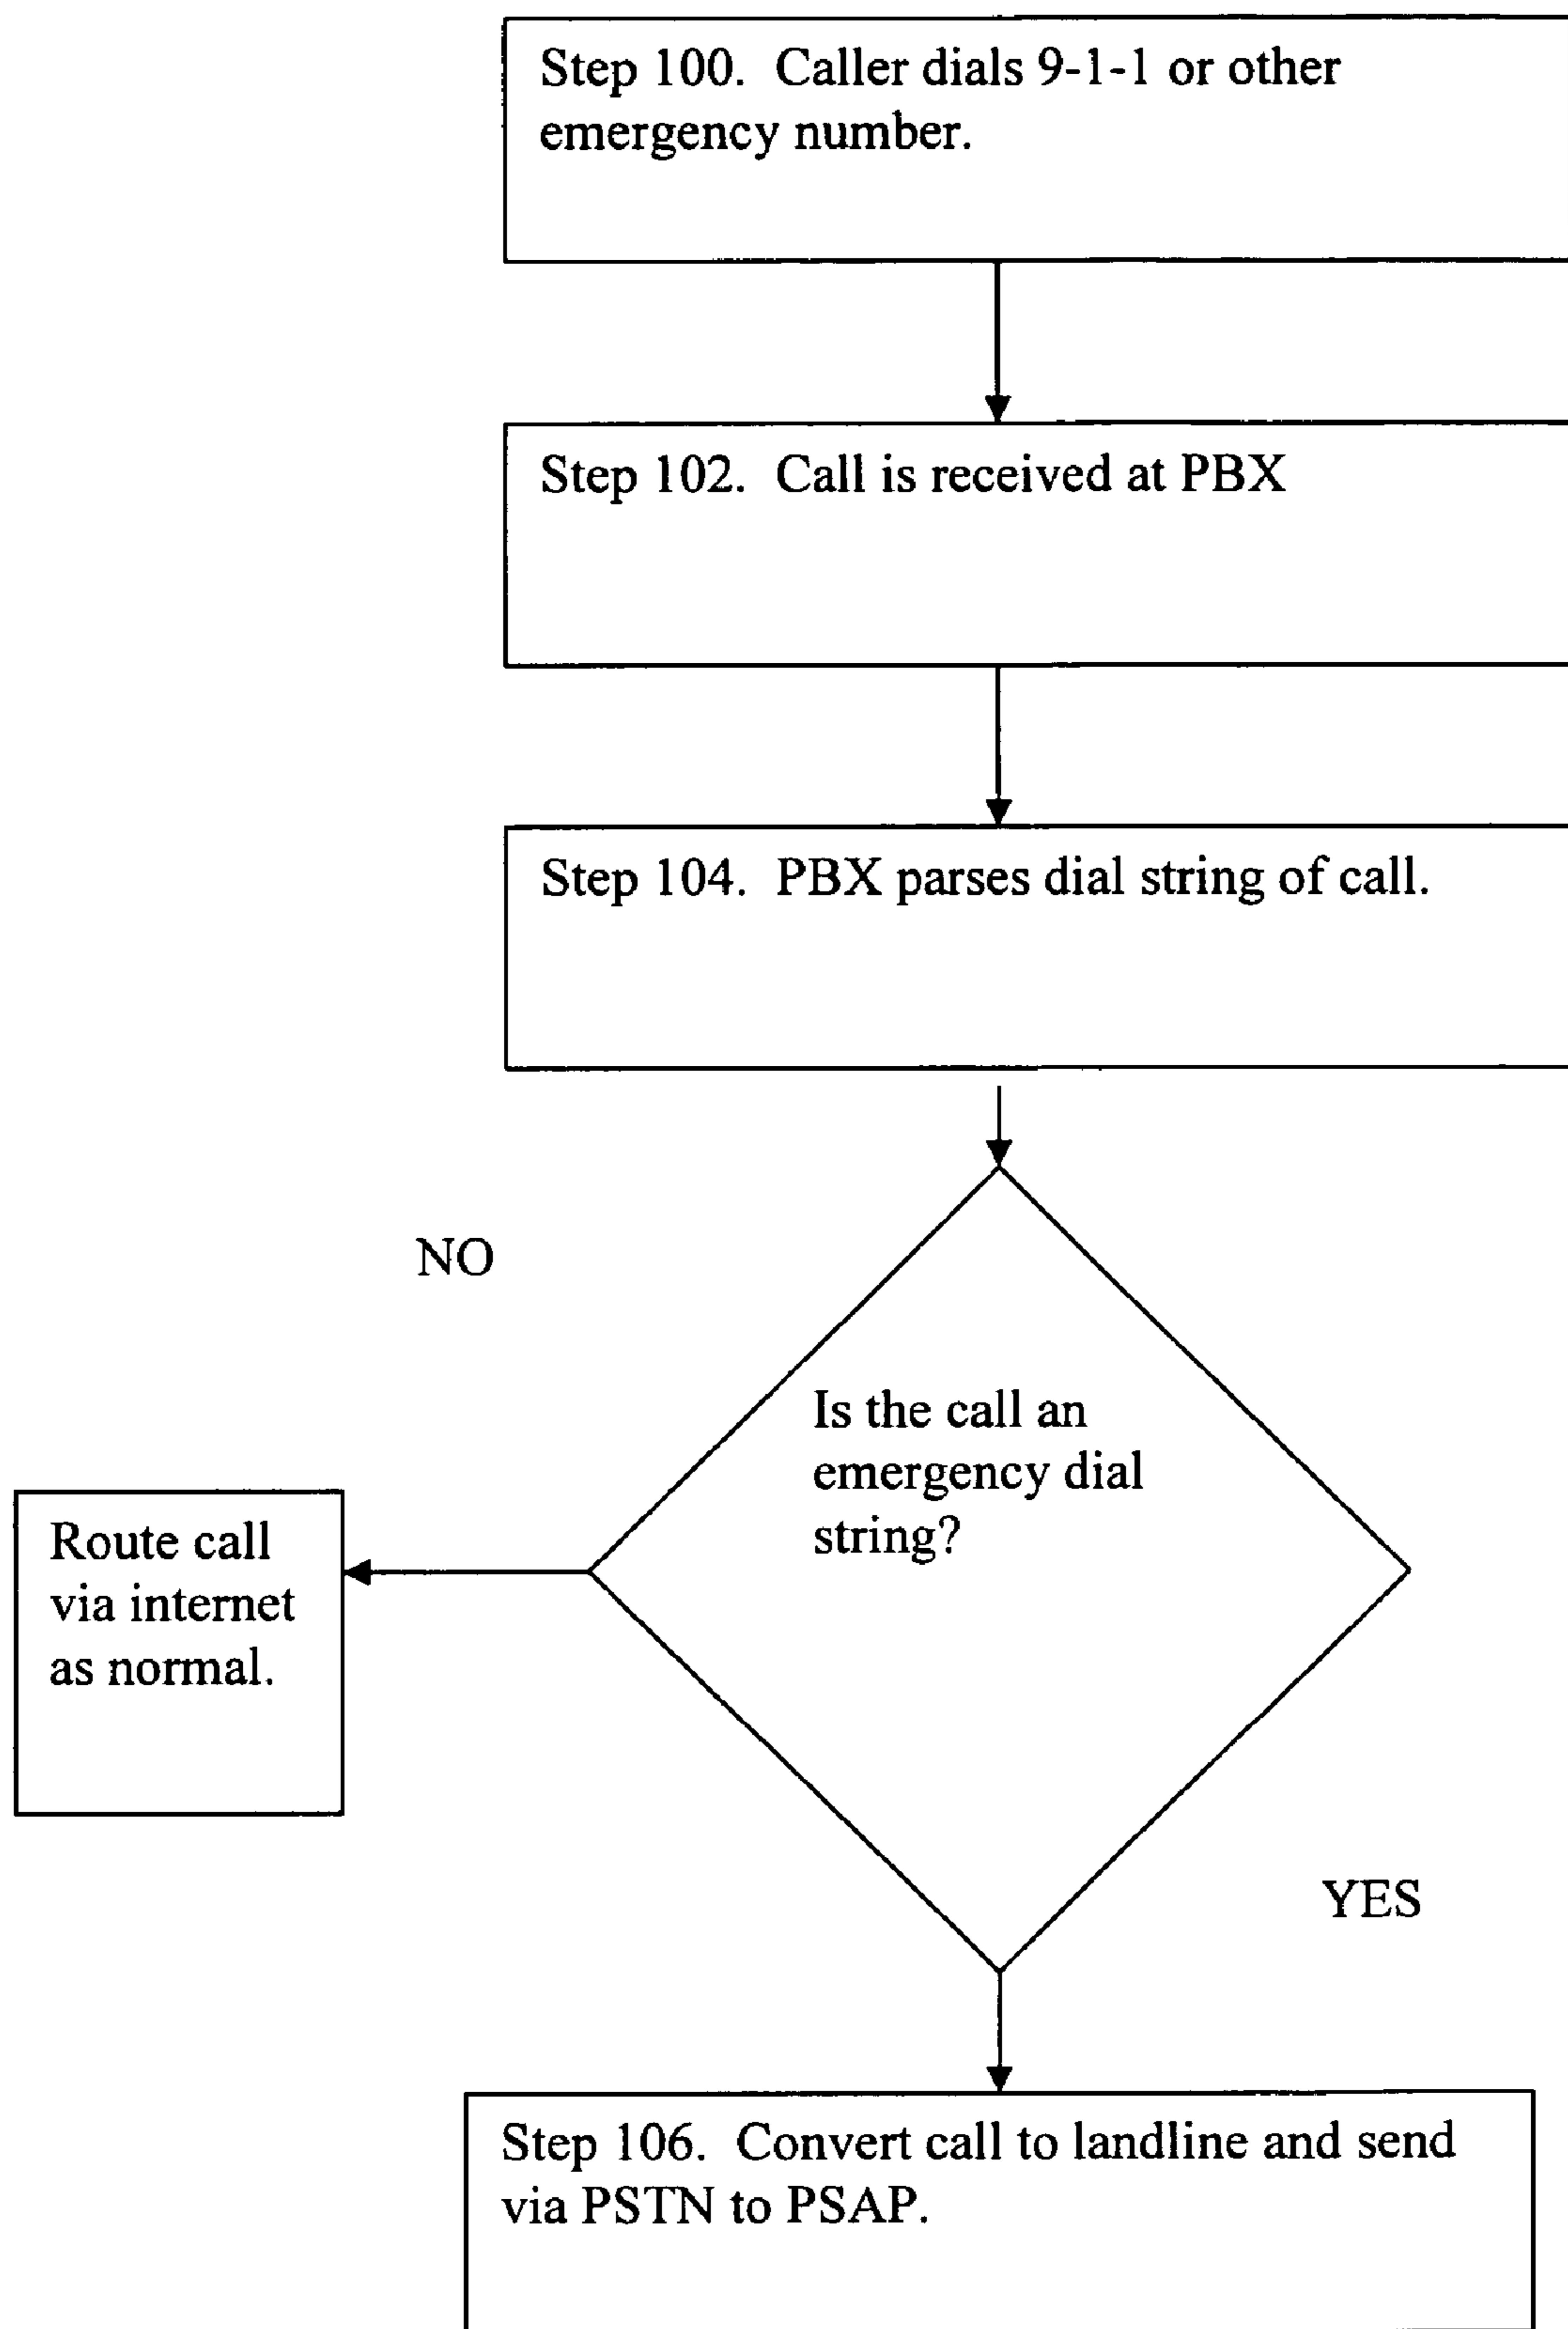 Step 100. Caller dials 9-1-1 or other
emergency number.
Step 102. Call is received at PBX
Step 104. PBX parses dial string of call.
NO
Is the call an
emergency dial
string?
Route call
via internet
as normal.
YES
Step 106. Convert call to landline and send
via PSTN to PSAP.